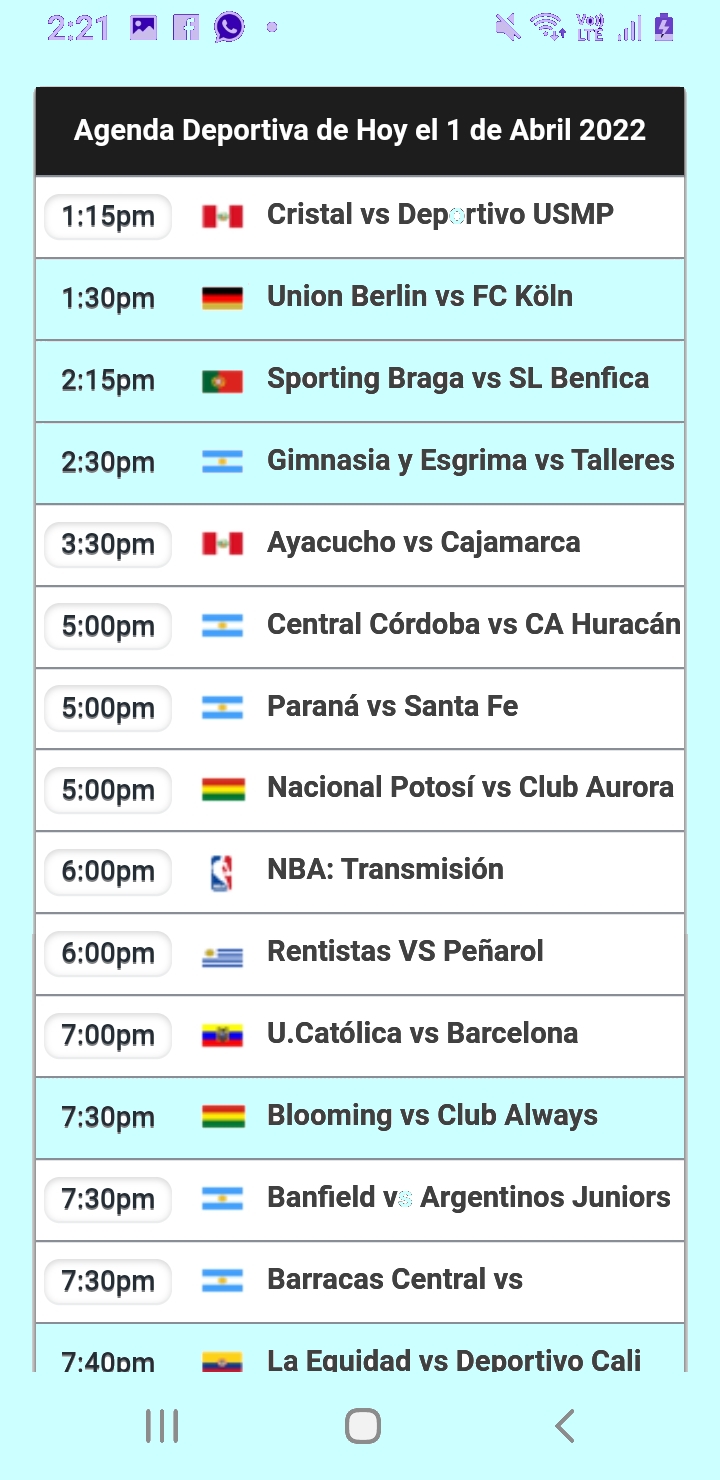 2:21
Vo))
LTE
Agenda Deportiva de Hoy el 1 de Abril 2022
1:15pm Cristal vs Deportivo USMP
1:30pm Union Berlin vs FC Köln
2:15pm Sporting Braga vs SL Benfica
2:30pm Gimnasia y Esgrima vs Talleres
3:30pm Ayacucho vs Cajamarca
5:00pm Central Córdoba vs CA Huracán
5:00pm Paraná vs Santa Fe
5:00pm Nacional Potosí vs Club Aurora
6:00pm NBA: Transmisión
6:00pm Rentistas VS Peñarol
7:00pm U.Católica vs Barcelona
7:30pm Blooming vs Club Always
7:30pm Banfield vs Argentinos Juniors
7:30pm Barracas Central vs
7:40pm La Equidad vs Deportivo Cali